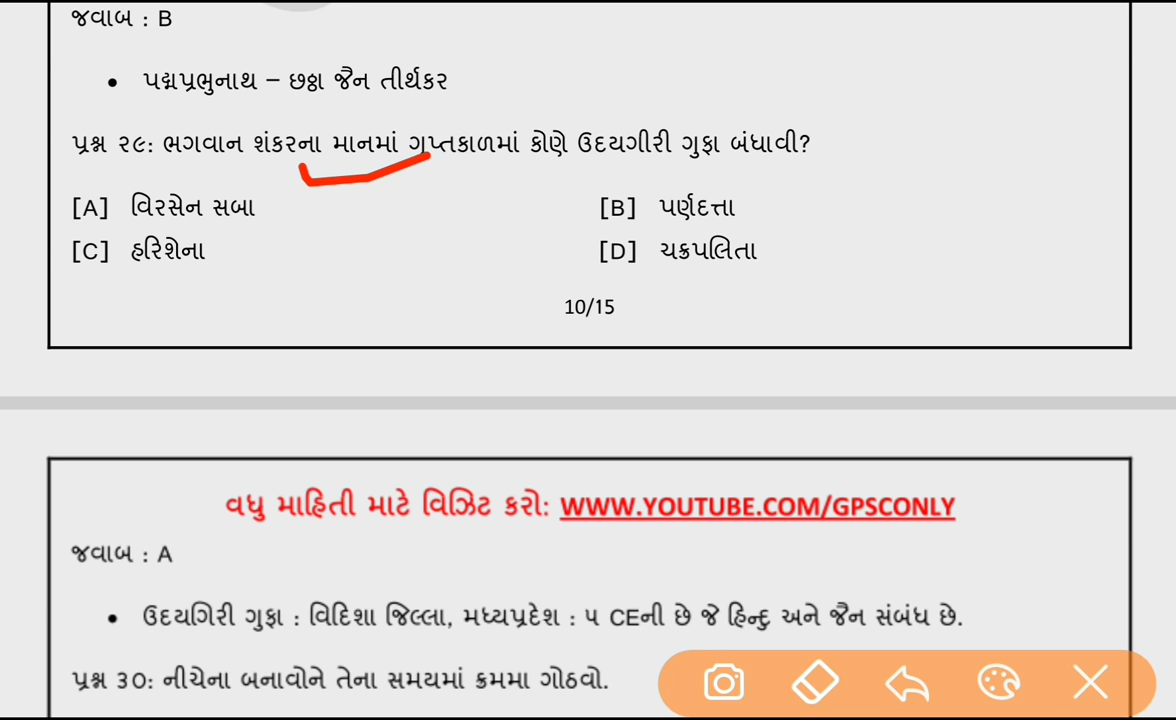 જવાબ : B
• પદ્મપ્રભુનાથ – છઠ્ઠા જૈન તીર્થંકર
પ્રશ્ન ૨૯: ભગવાન શંકરના માનમાં ગુપ્તકાળમાં કોણે ઉદયગીરી ગુફા બંધાવી?
[A] વિરસેન સબા [B] પર્ણદત્તા
[C] હરિશેના [D] ચક્રપલિતા
10/15
વધુ માહિતી માટે વિઝિટ કરો: WWW.YOUTUBE.COM/GPSCONLY
જવાબ : A
• ઉદયગિરી ગુફા : વિદિશા જિલ્લા, મધ્યપ્રદેશ : ૫ CEની છે જે હિન્દુ અને જૈન સંબંધ છે.
પ્રશ્ન ૩૦: નીચેના બનાવોને તેના સમયમાં ક્રમમા ગોઠવો.